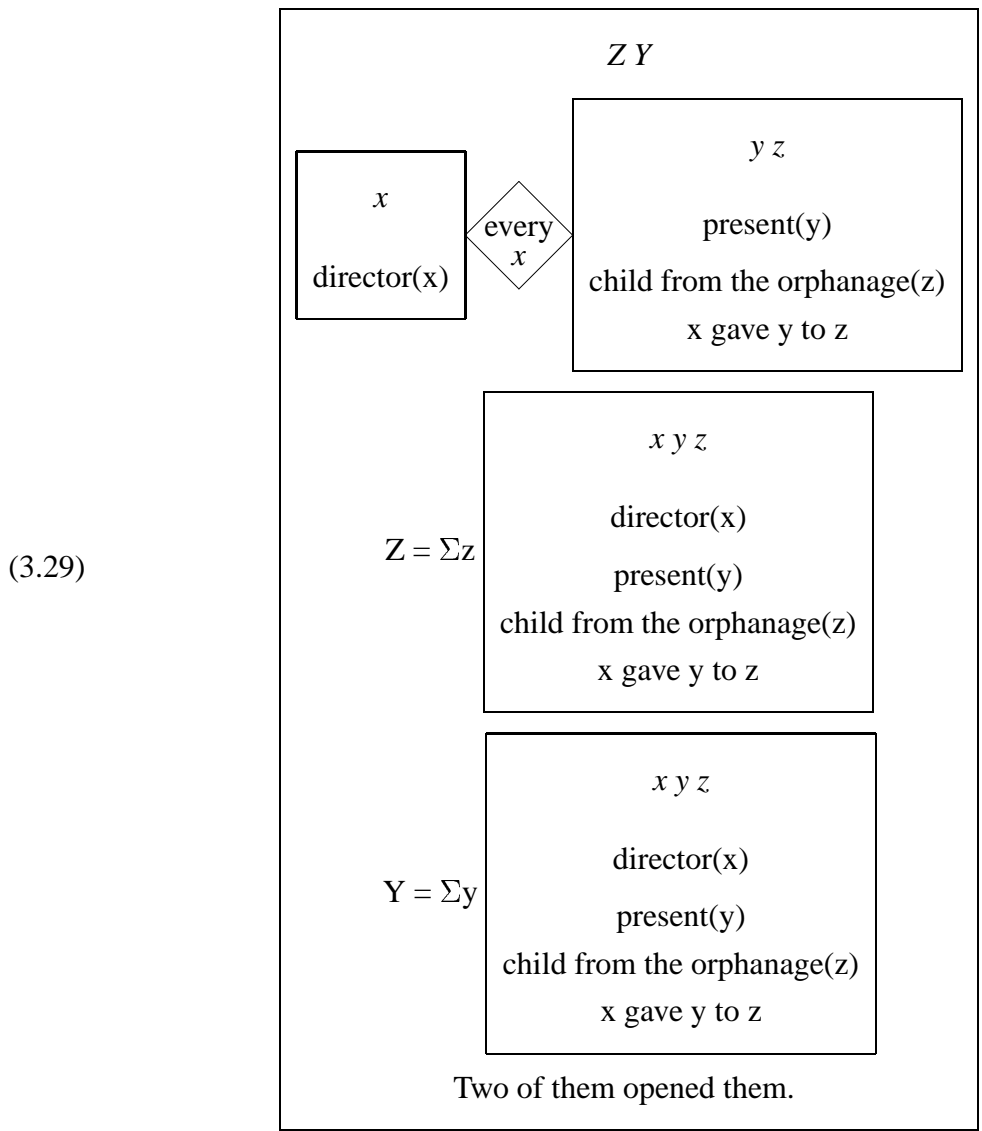 Z Y
x
director(x)
every
x
y z
present(y)
child from the orphanage(z)
x gave y to z
(3.29)
Z = Σz
x y z
director(x)
present(y)
child from the orphanage(z)
x gave y to z
Y = Σy
x y z
director(x)
present(y)
child from the orphanage(z)
x gave y to z
Two of them opened them.